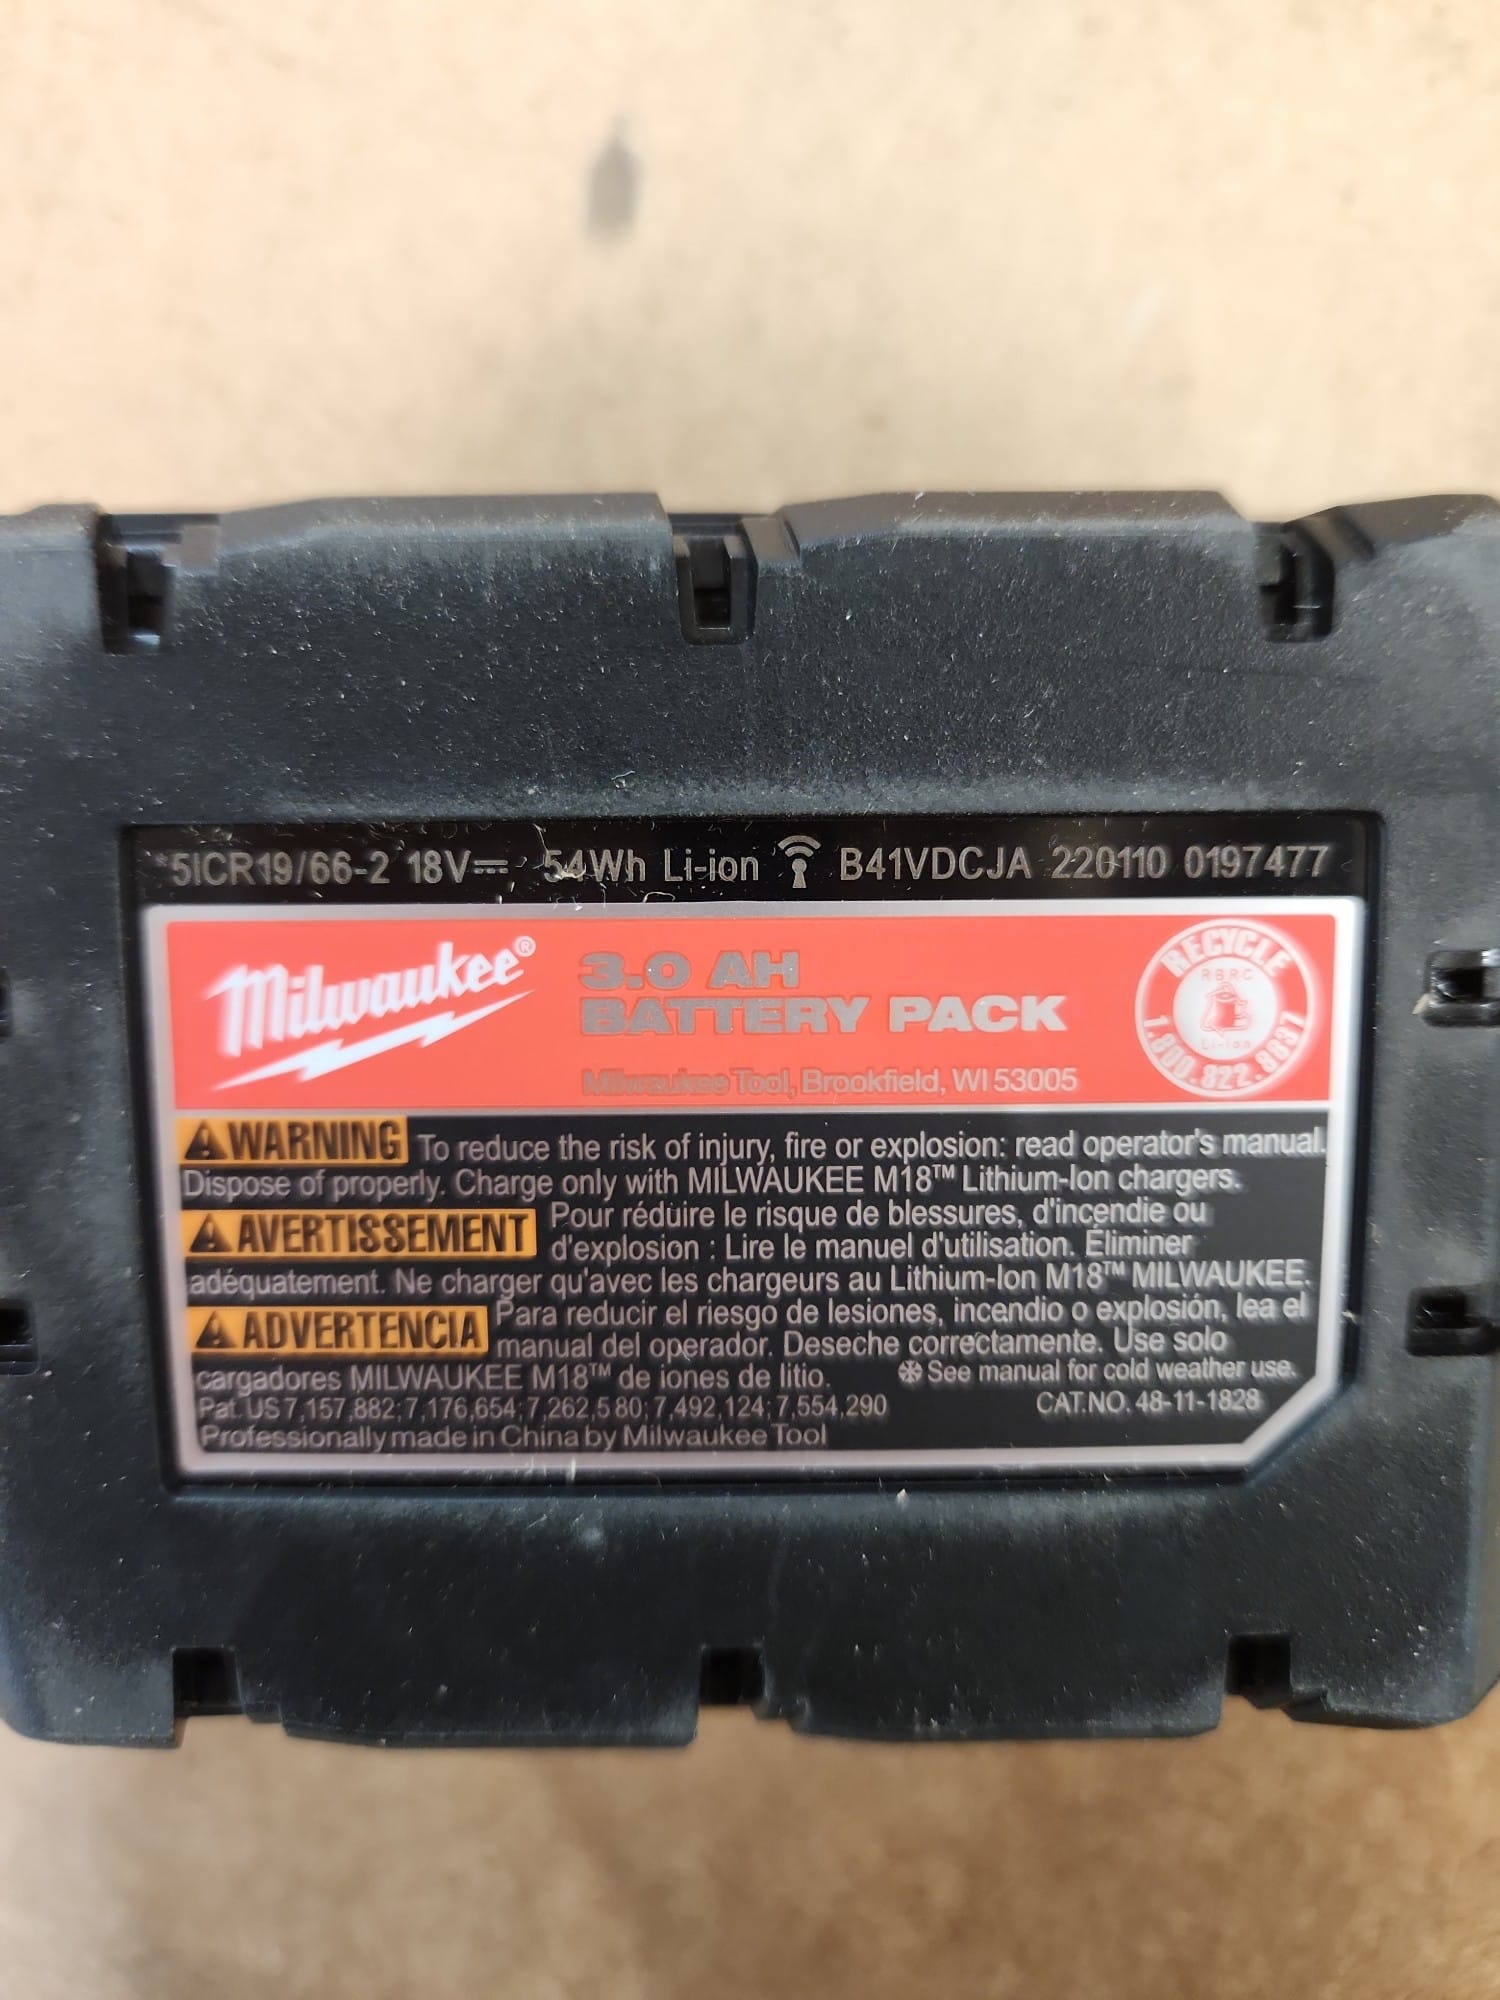 *5ICR19/66-2 18V 54Wh Li-ion B41VDCJA 220110 0197477
Milwaukee®
3.0 AH
BATTERY PACK
Milwaukee Tool, Brookfield, WI 53005
RECYCLE
RBRC
Li-ion
1.800.822.8837
WARNING To reduce the risk of injury, fire or explosion: read operator's manual.
Dispose of properly. Charge only with MILWAUKEE M18™ Lithium-Ion chargers.
AVERTISSEMENT Pour réduire le risque de blessures, d'incendie ou
d'explosion : Lire le manuel d'utilisation. Éliminer
adéquatement. Ne charger qu'avec les chargeurs au Lithium-Ion M18™ MILWAUKEE.
ADVERTENCIA Para reducir el riesgo de lesiones, incendio o explosión, lea el
manual del operador. Deseche correctamente. Use solo
cargadores MILWAUKEE M18™ de iones de litio. See manual for cold weather use.
Pat. US 7,157,882; 7,176,654; 7,262,580; 7,492,124; 7,554,290 CAT.NO. 48-11-1828
Professionally made in China by Milwaukee Tool